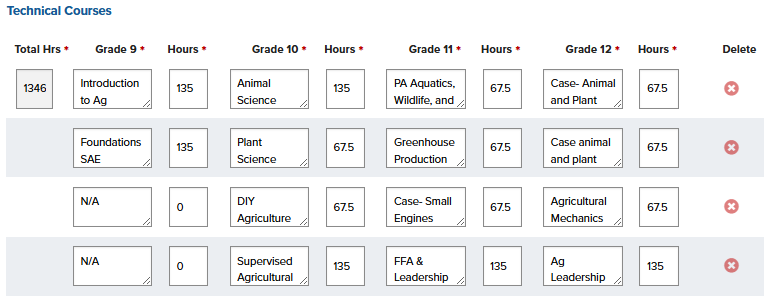 Technical Courses
Total Hrs * Grade 9 * Hours * Grade 10 * Hours * Grade 11 * Hours * Grade 12 * Hours * Delete
1346 Introduction to Ag 135 Animal Science 135 PA Aquatics, Wildlife, and 67.5 Case- Animal and Plant 67.5
Foundations SAE 135 Plant Science 67.5 Greenhouse Production 67.5 Case animal and plant 67.5
N/A 0 DIY Agriculture 67.5 Case- Small Engines 67.5 Agricultural Mechanics 67.5
N/A 0 Supervised Agricultural 135 FFA & Leadership 135 Ag Leadership 135